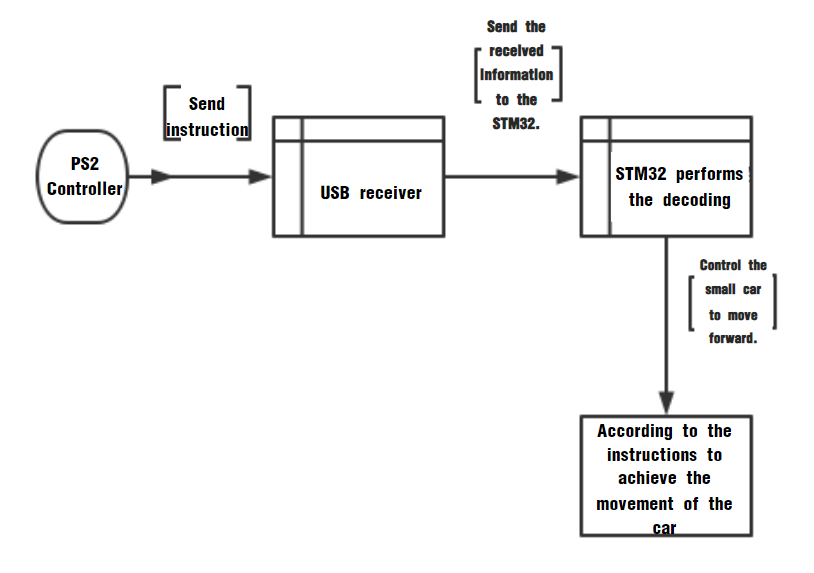 PS2
Controller
Send
instruction
USB receiver
Send the
received
information
to the
STM32.
STM32 performs
the decoding
Control the
small car
to move
forward.
According to the
instructions to
achieve the
movement of the
car